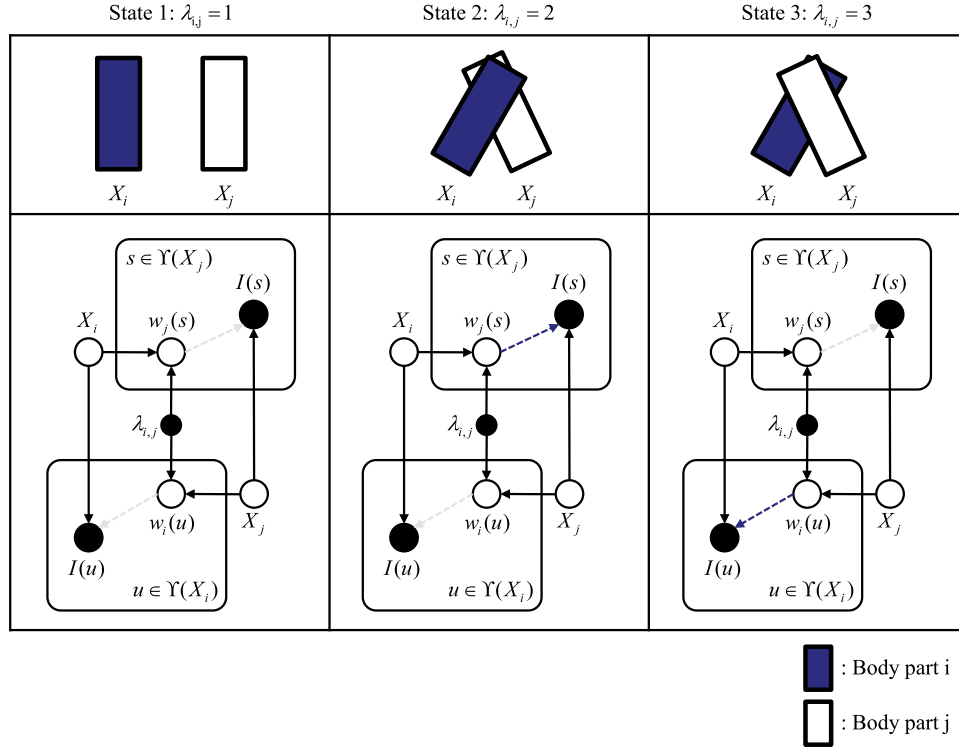 State 1: λi,j = 1
State 2: λi,j = 2
State 3: λi,j = 3
Xi Xj
Xi Xj
Xi Xj
s ∈ ϒ(Xj)
I(s)
Xi
wj(s)
λi,j
wi(u)
Xj
I(u)
u ∈ ϒ(Xi)
s ∈ ϒ(Xj)
I(s)
Xi
wj(s)
λi,j
wi(u)
Xj
I(u)
u ∈ ϒ(Xi)
s ∈ ϒ(Xj)
I(s)
Xi
wj(s)
λi,j
wi(u)
Xj
I(u)
u ∈ ϒ(Xi)
: Body part i
: Body part j